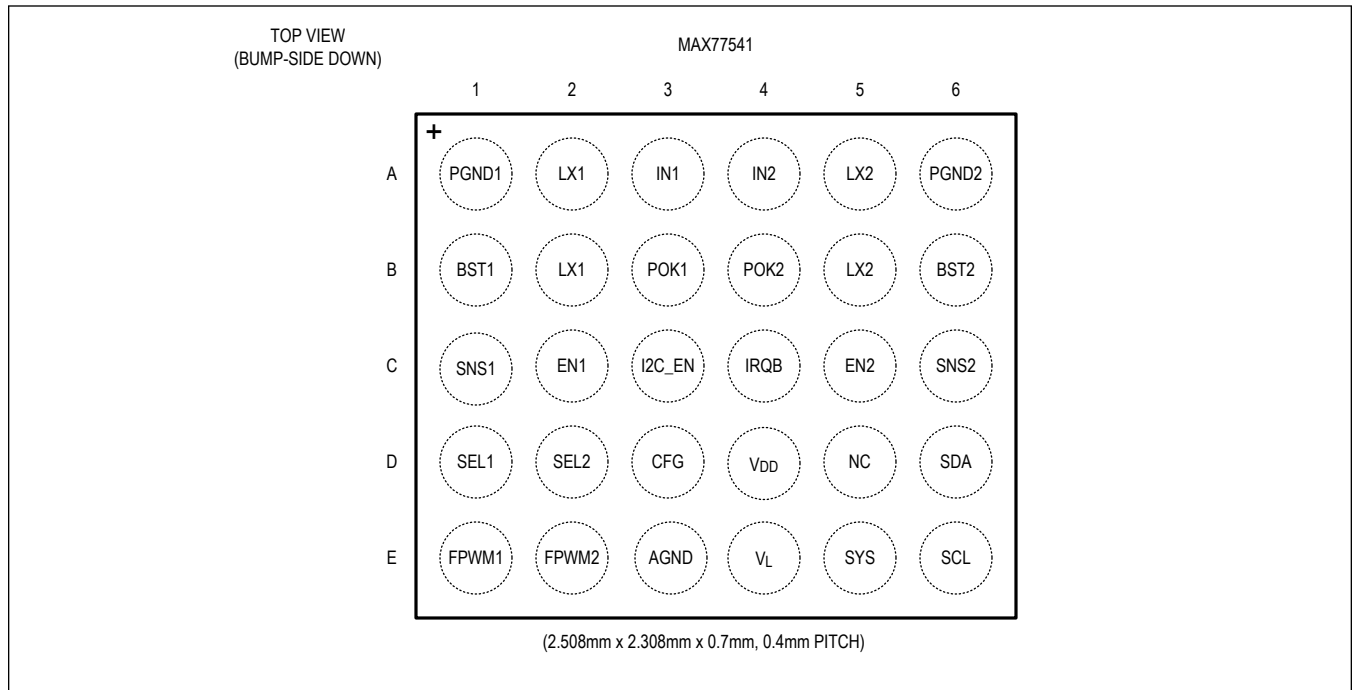 TOP VIEW
(BUMP-SIDE DOWN)
MAX77541
1 2 3 4 5 6
+
A PGND1 LX1 IN1 IN2 LX2 PGND2
B BST1 LX1 POK1 POK2 LX2 BST2
C SNS1 EN1 I2C_EN IRQB EN2 SNS2
D SEL1 SEL2 CFG VDD NC SDA
E FPWM1 FPWM2 AGND VL SYS SCL
(2.508mm x 2.308mm x 0.7mm, 0.4mm PITCH)